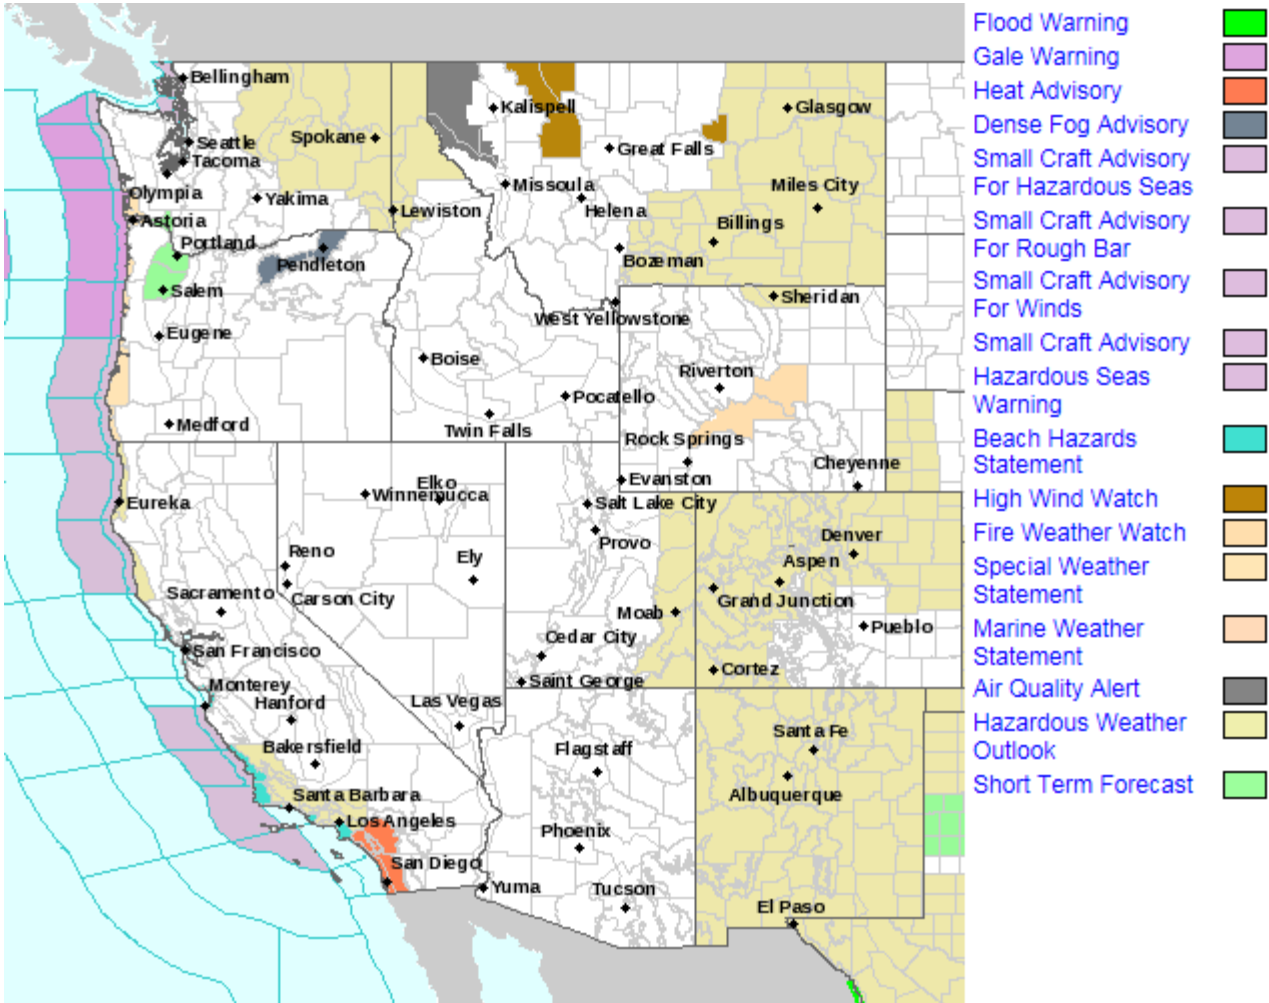 Bellingham
Kalispell
Glasgow
Spokane
Seattle
Great Falls
Tacoma
Olympia
Missoula
Miles City
Yakima
Helena
Lewiston
Astoria
Billings
Portland
Bozeman
Pendleton
Salem
Sheridan
West Yellowstone
Eugene
Boise
Riverton
Pocatello
Medford
Twin Falls
Rock Springs
Cheyenne
Evanston
Elko
Winnemucca
Eureka
Salt Lake City
Denver
Provo
Reno
Ely
Aspen
Sacramento
Carson City
Grand Junction
Moab
Pueblo
Cedar City
San Francisco
Cortez
Saint George
Monterey
Hanford
Las Vegas
Santa Fe
Bakersfield
Flagstaff
Albuquerque
Santa Barbara
Los Angeles
Phoenix
San Diego
Yuma
Tucson
El Paso
Flood Warning
Gale Warning
Heat Advisory
Dense Fog Advisory
Small Craft Advisory
For Hazardous Seas
Small Craft Advisory
For Rough Bar
Small Craft Advisory
For Winds
Small Craft Advisory
Hazardous Seas
Warning
Beach Hazards
Statement
High Wind Watch
Fire Weather Watch
Special Weather
Statement
Marine Weather
Statement
Air Quality Alert
Hazardous Weather
Outlook
Short Term Forecast